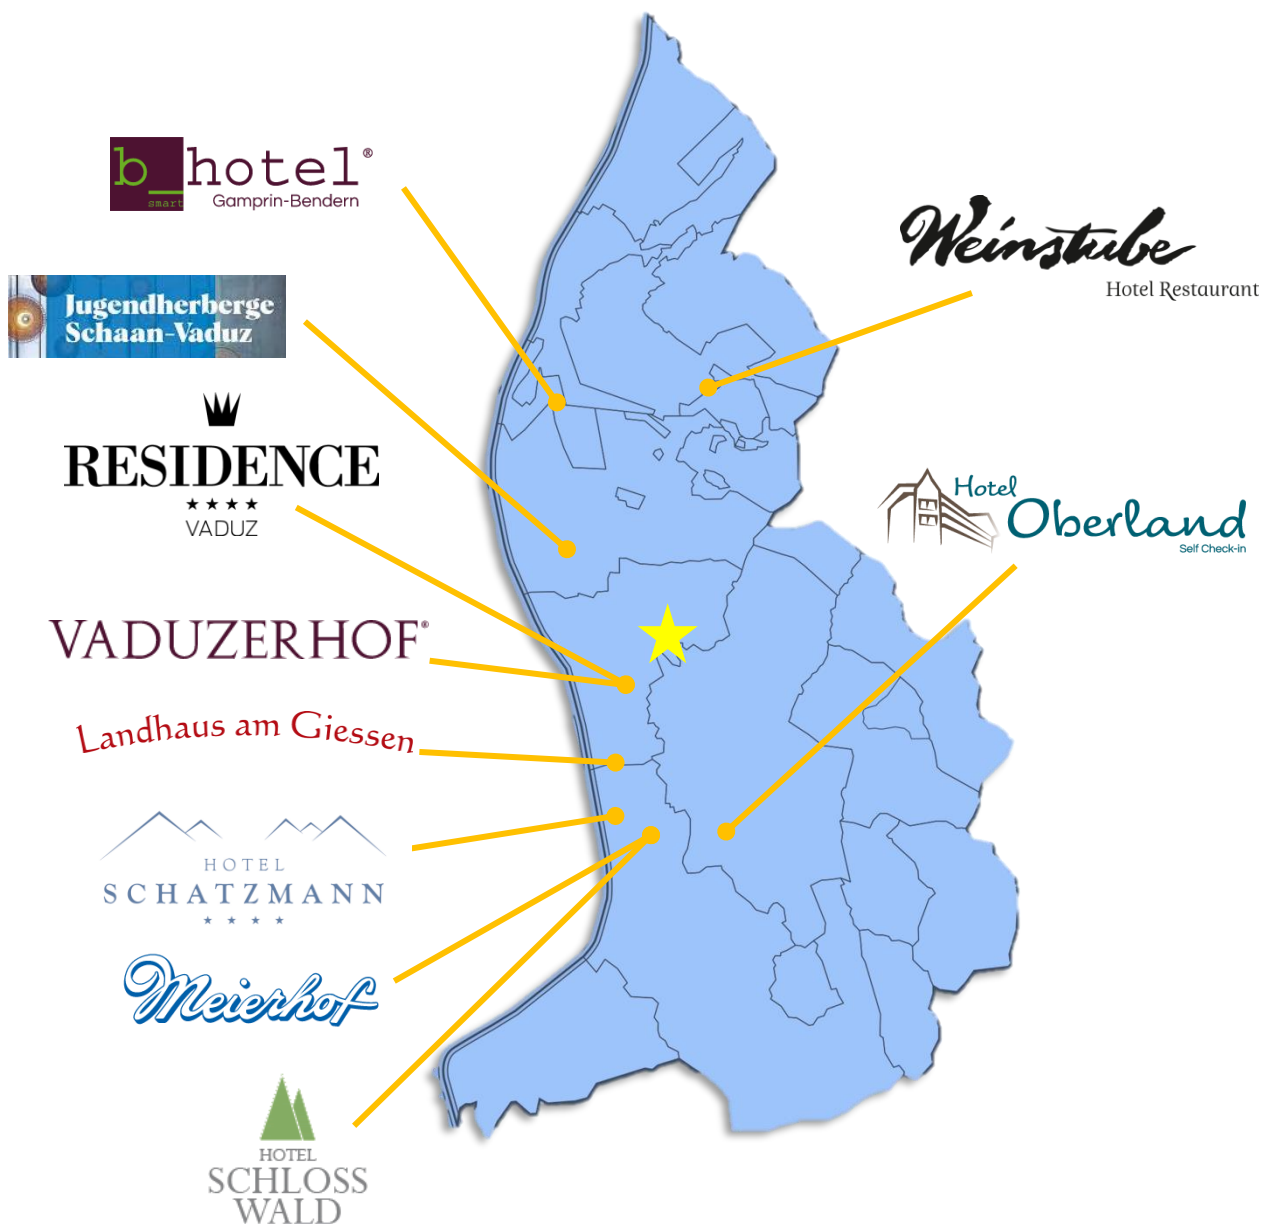 b_hotel®
smart
Gamprin-Bendern
Jugendherberge
Schaan-Vaduz
RESIDENCE
VADUZ
VADUZERHOF®
Landhaus am Giessen
HOTEL
SCHATZMANN
Meierhof
HOTEL
SCHLOSS
WALD
Weinstube
Hotel Restaurant
Hotel
Oberland
Self Check-in